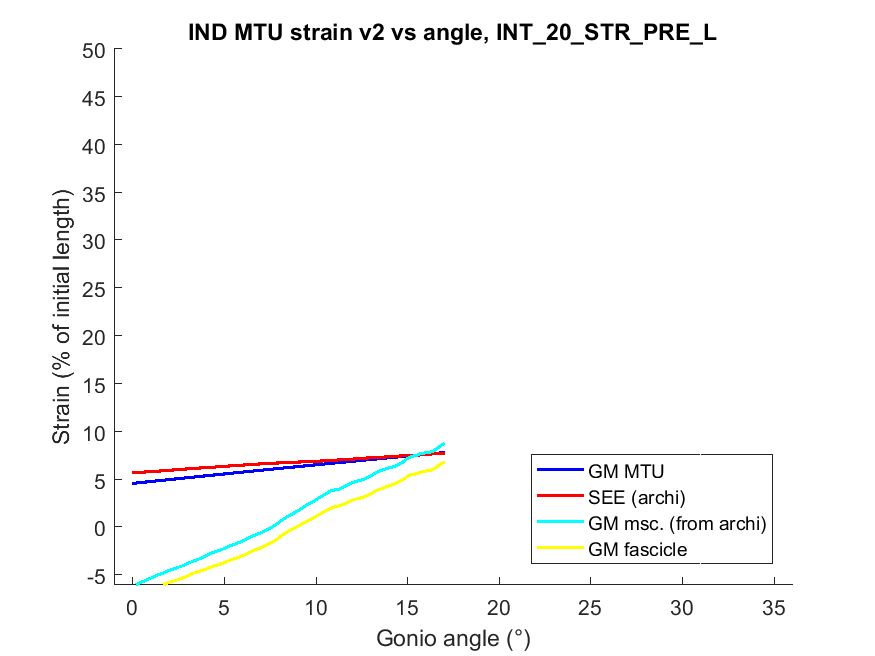 IND MTU strain v2 vs angle, INT_20_STR_PRE_L
50
45
40
35
30
25
20
15
10
5
0
-5
Strain (% of initial length)
GM MTU
SEE (archi)
GM msc. (from archi)
GM fascicle
0 5 10 15 20 25 30 35
Gonio angle (°)